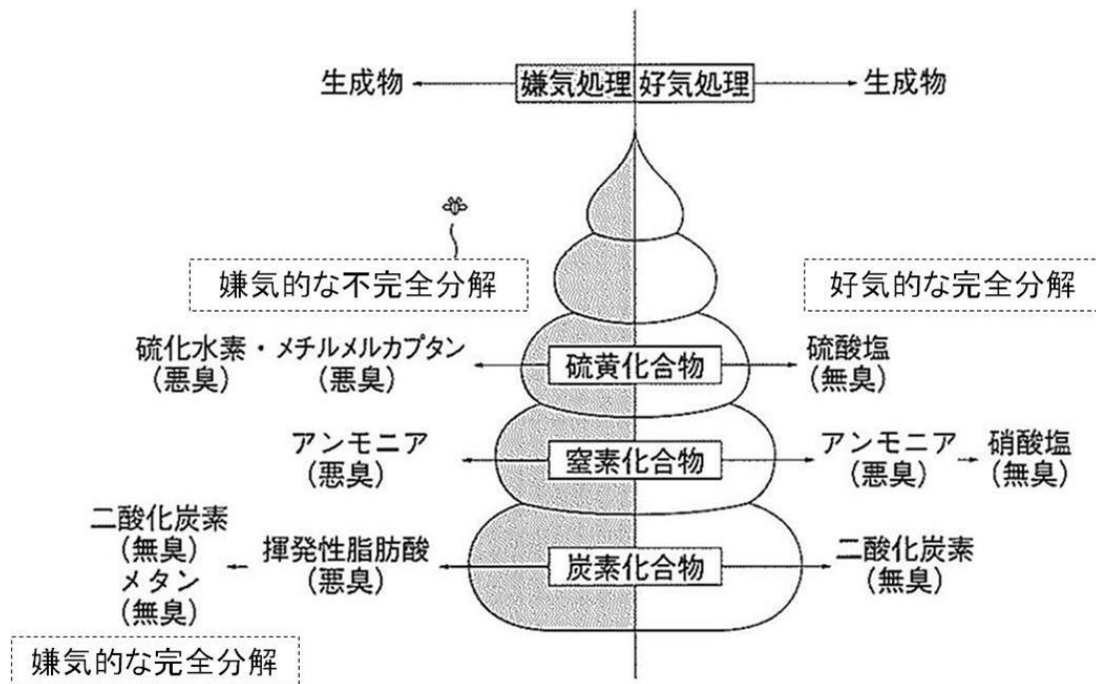 生成物
嫌気処理
好気処理
生成物
嫌気的な不完全分解
好気的な完全分解
硫化水素・メチルメルカプタン
(悪臭) (悪臭)
硫黄化合物
硫酸塩
(無臭)
アンモニア
(悪臭)
窒素化合物
アンモニア
(悪臭)
硝酸塩
(無臭)
二酸化炭素
(無臭)
メタン
(無臭)
揮発性脂肪酸
(悪臭)
炭素化合物
二酸化炭素
(無臭)
嫌気的な完全分解